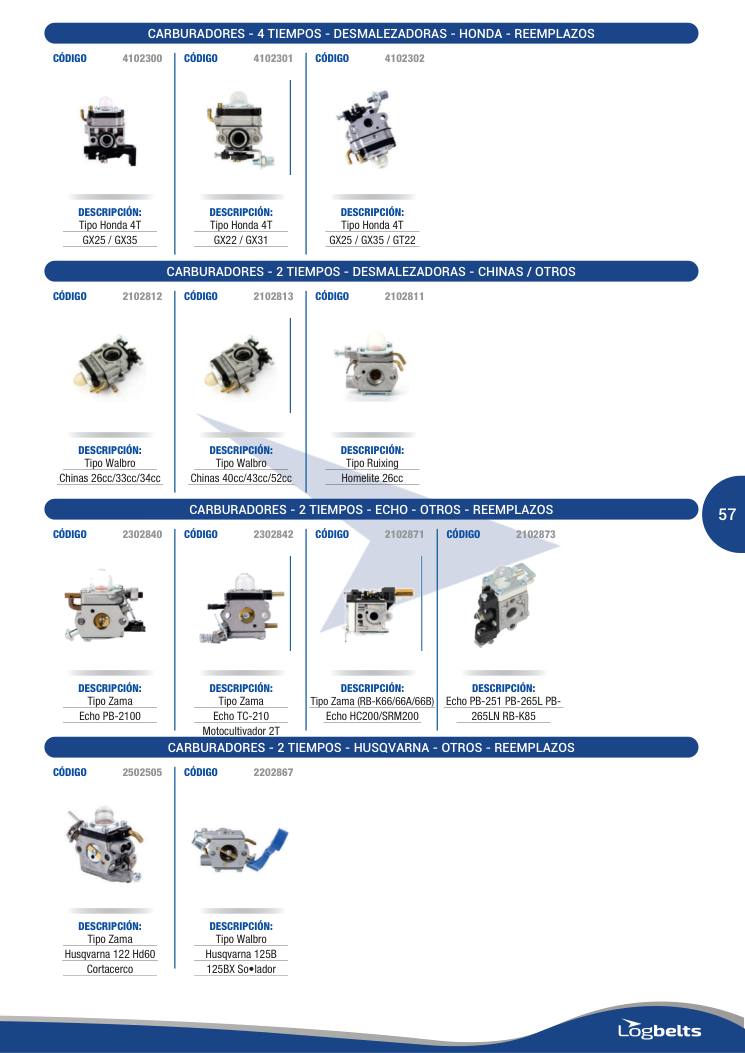 CARBURADORES - 4 TIEMPOS - DESMALEZADORAS - HONDA - REEMPLAZOS
CÓDIGO 4102300
CÓDIGO 4102301
CÓDIGO 4102302
DESCRIPCIÓN:
Tipo Honda 4T
GX25 / GX35
DESCRIPCIÓN:
Tipo Honda 4T
GX22 / GX31
DESCRIPCIÓN:
Tipo Honda 4T
GX25 / GX35 / GT22
CARBURADORES - 2 TIEMPOS - DESMALEZADORAS - CHINAS / OTROS
CÓDIGO 2102812
CÓDIGO 2102813
CÓDIGO 2102811
DESCRIPCIÓN:
Tipo Walbro
Chinas 26cc/33cc/34cc
DESCRIPCIÓN:
Tipo Walbro
Chinas 40cc/43cc/52cc
DESCRIPCIÓN:
Tipo Ruixing
Homelite 26cc
CARBURADORES - 2 TIEMPOS - ECHO - OTROS - REEMPLAZOS
57
CÓDIGO 2302840
CÓDIGO 2302842
CÓDIGO 2102871
CÓDIGO 2102873
DESCRIPCIÓN:
Tipo Zama
Echo PB-2100
DESCRIPCIÓN:
Tipo Zama
Echo TC-210
Motocultivador 2T
DESCRIPCIÓN:
Tipo Zama (RB-K66/66A/66B)
Echo HC200/SRM200
DESCRIPCIÓN:
Echo PB-251 PB-265L PB-
265LN RB-K85
CARBURADORES - 2 TIEMPOS - HUSQVARNA - OTROS - REEMPLAZOS
CÓDIGO 2502505
CÓDIGO 2202867
DESCRIPCIÓN:
Tipo Zama
Husqvarna 122 Hd60
Cortacerco
DESCRIPCIÓN:
Tipo Walbro
Husqvarna 125B
125BX So•lador
Logbelts